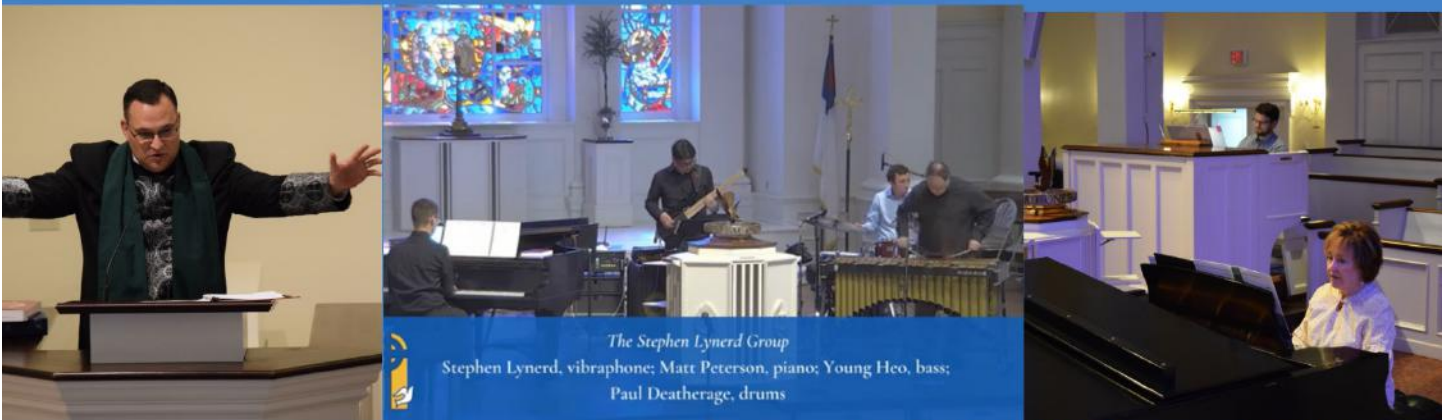 The Stephen Lynerd Group
Stephen Lynerd, vibraphone; Matt Peterson, piano; Young Heo, bass;
Paul Deatherage, drums